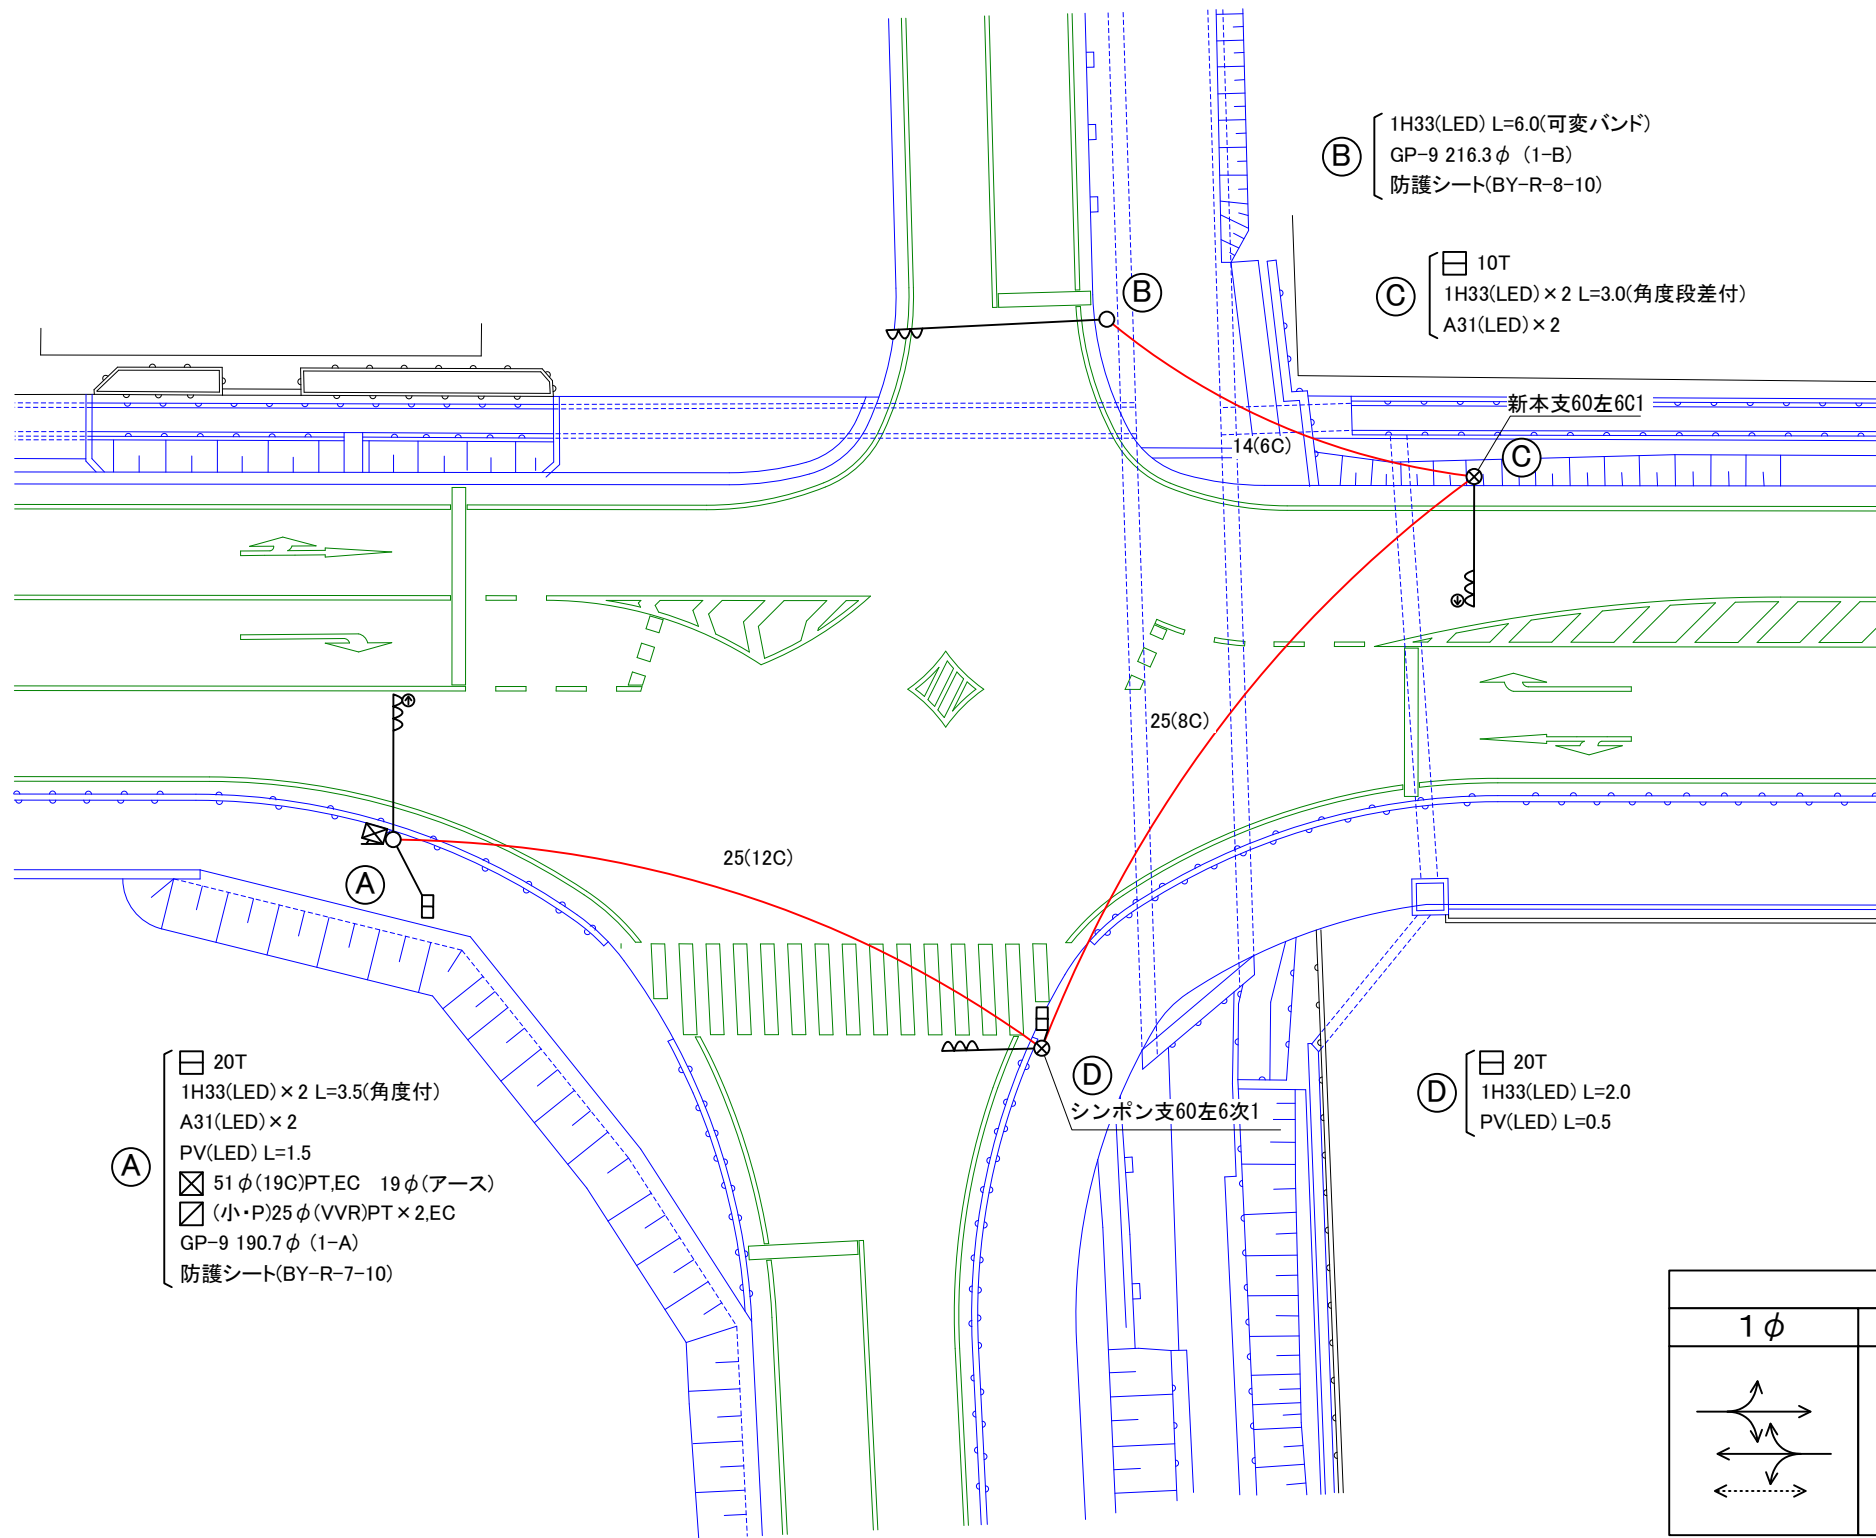 Ⓑ
1H33(LED) L=6.0(可変バンド)
GP-9 216.3φ (1-B)
防護シート(BY-R-8-10)
Ⓒ
10T
1H33(LED)×2 L=3.0(角度段差付)
A31(LED)×2
Ⓑ
新本支60左6C1
14(6C)
Ⓒ
25(8C)
25(12C)
Ⓐ
Ⓓ
シンポン支60左6次1
Ⓐ
20T
1H33(LED)×2 L=3.5(角度付)
A31(LED)×2
PV(LED) L=1.5
51φ(19C)PT,EC 19φ(アース)
(小・P)25φ(VVR)PT×2,EC
GP-9 190.7φ (1-A)
防護シート(BY-R-7-10)
Ⓓ
20T
1H33(LED) L=2.0
PV(LED) L=0.5
1φ